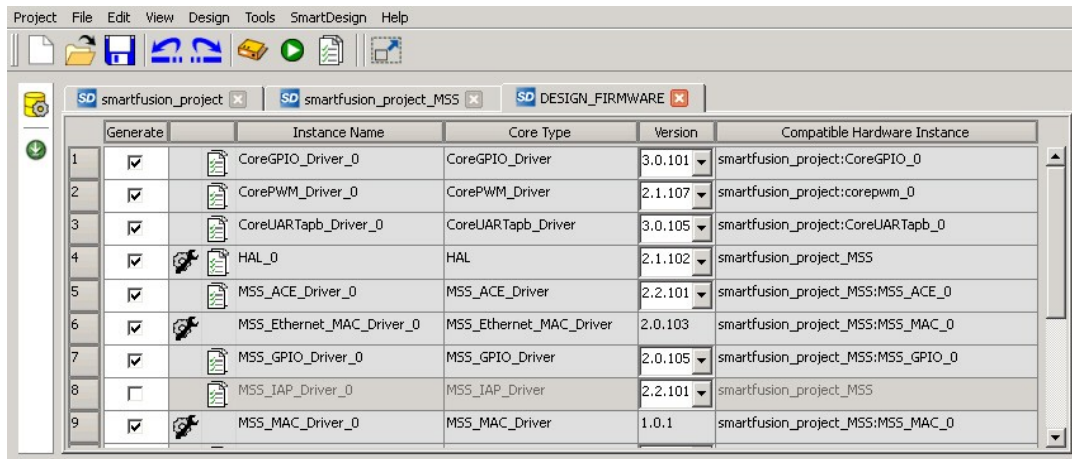 Project File Edit View Design Tools SmartDesign Help
SD smartfusion_project SD smartfusion_project_MSS SD DESIGN_FIRMWARE
Generate Instance Name Core Type Version Compatible Hardware Instance
1 CoreGPIO_Driver_0 CoreGPIO_Driver 3.0.101 smartfusion_project:CoreGPIO_0
2 CorePWM_Driver_0 CorePWM_Driver 2.1.107 smartfusion_project:corepwm_0
3 CoreUARTapb_Driver_0 CoreUARTapb_Driver 3.0.105 smartfusion_project:CoreUARTapb_0
4 HAL_0 HAL 2.1.102 smartfusion_project_MSS
5 MSS_ACE_Driver_0 MSS_ACE_Driver 2.2.101 smartfusion_project_MSS:MSS_ACE_0
6 MSS_Ethernet_MAC_Driver_0 MSS_Ethernet_MAC_Driver 2.0.103 smartfusion_project_MSS:MSS_MAC_0
7 MSS_GPIO_Driver_0 MSS_GPIO_Driver 2.0.105 smartfusion_project_MSS:MSS_GPIO_0
8 MSS_IAP_Driver_0 MSS_IAP_Driver 2.2.101 smartfusion_project_MSS
9 MSS_MAC_Driver_0 MSS_MAC_Driver 1.0.1 smartfusion_project_MSS:MSS_MAC_0